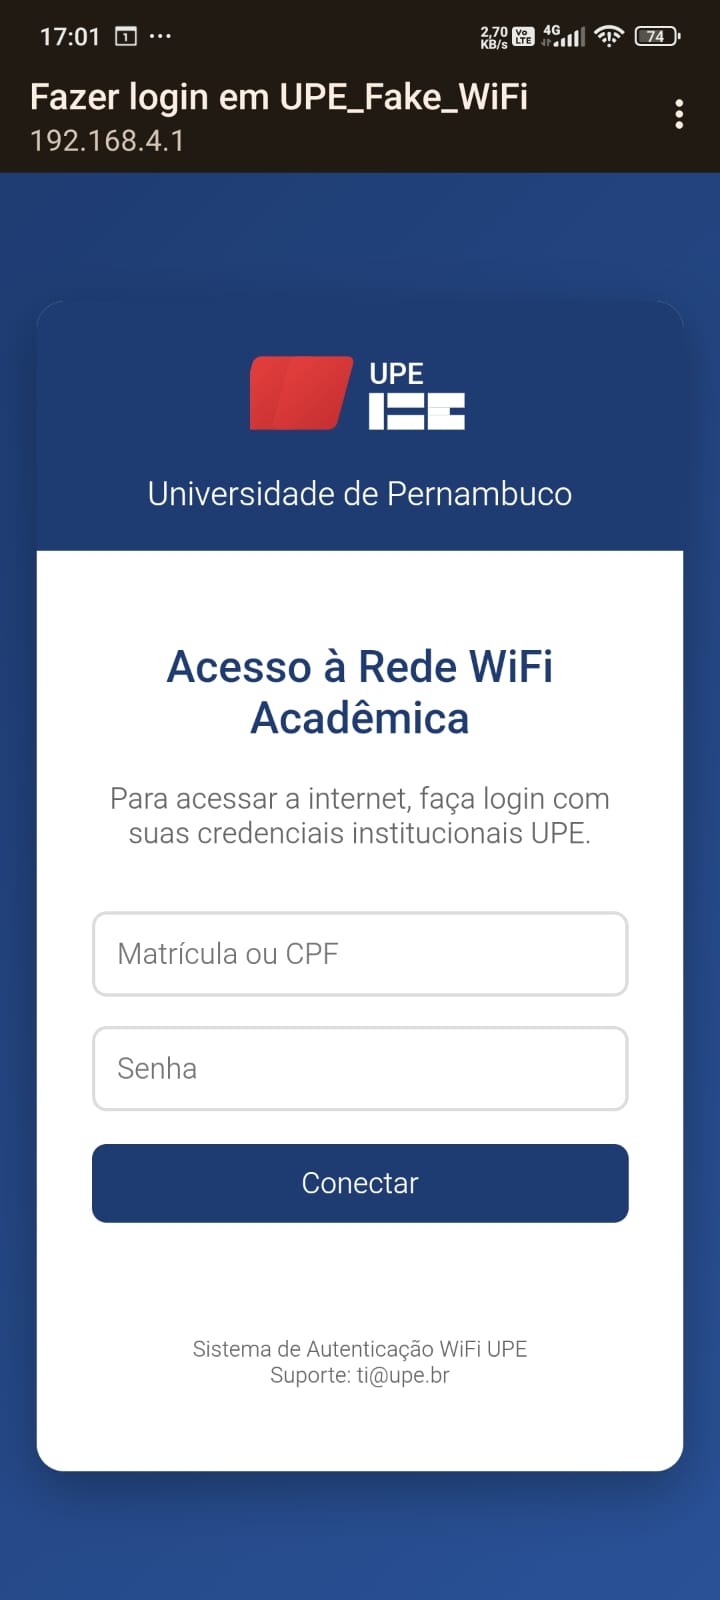 17:01
2,70 KB/s Vo LTE 4G 74
Fazer login em UPE_Fake_WiFi
192.168.4.1
UPE
Universidade de Pernambuco
Acesso à Rede WiFi
Acadêmica
Para acessar a internet, faça login com
suas credenciais institucionais UPE.
Matrícula ou CPF
Senha
Conectar
Sistema de Autenticação WiFi UPE
Suporte: ti@upe.br